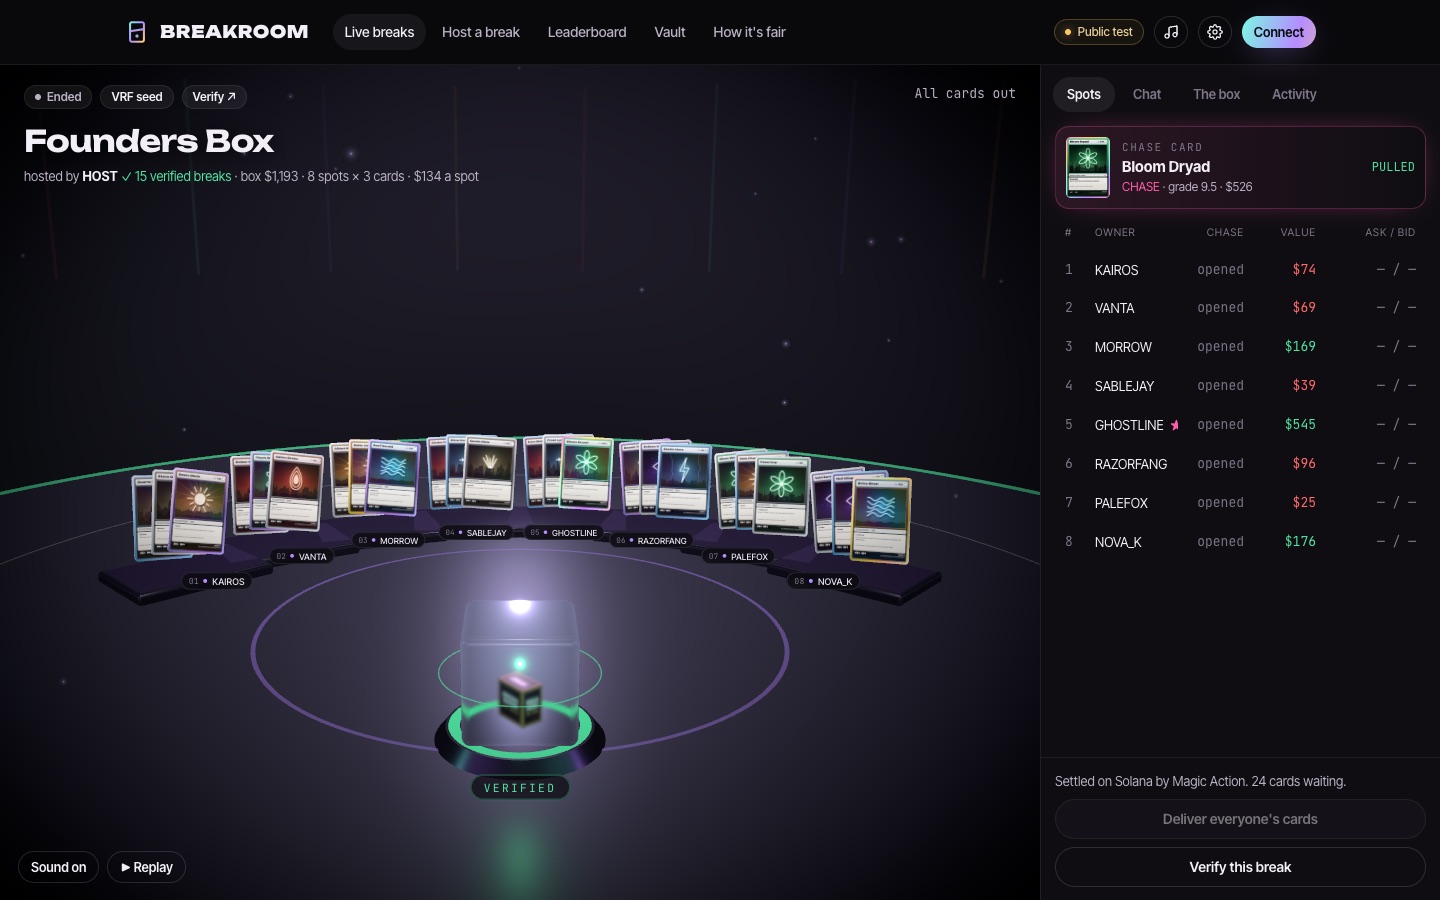 BREAKROOM
Live breaks
Host a break
Leaderboard
Vault
How it's fair
Public test
Connect
Ended
VRF seed
Verify ↗
All cards out
Founders Box
hosted by HOST ✓ 15 verified breaks · box $1,193 · 8 spots × 3 cards · $134 a spot
01 • KAIROS
02 • VANTA
03 • MORROW
04 • SABLEJAY
05 • GHOSTLINE
06 • RAZORFANG
07 • PALEFOX
08 • NOVA_K
VERIFIED
Sound on
▶ Replay
Spots
Chat
The box
Activity
CHASE CARD
Bloom Dryad
CHASE · grade 9.5 · $526
PULLED
# OWNER CHASE VALUE ASK / BID
1 KAIROS opened $74 — / —
2 VANTA opened $69 — / —
3 MORROW opened $169 — / —
4 SABLEJAY opened $39 — / —
5 GHOSTLINE ★ opened $545 — / —
6 RAZORFANG opened $96 — / —
7 PALEFOX opened $25 — / —
8 NOVA_K opened $176 — / —
Settled on Solana by Magic Action. 24 cards waiting.
Deliver everyone's cards
Verify this break